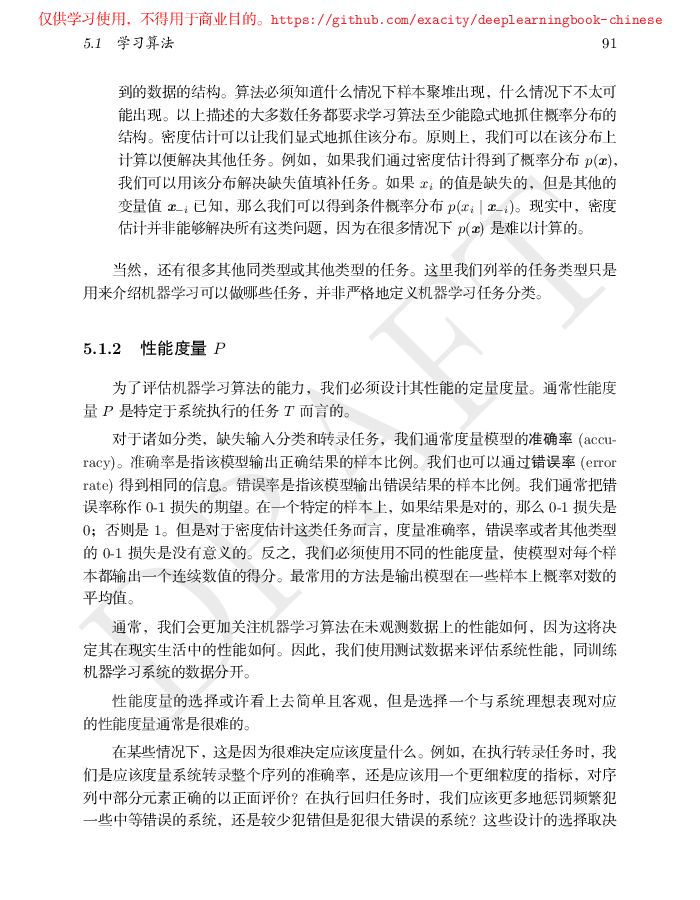 仅供学习使用，不得用于商业目的。https://github.com/exacity/deeplearningbook-chinese
5.1 学习算法 91
到的数据的结构。算法必须知道什么情况下样本聚堆出现，什么情况下不太可
能出现。以上描述的大多数任务都要求学习算法至少能隐式地抓住概率分布的
结构。密度估计可以让我们显式地抓住该分布。原则上，我们可以在该分布上
计算以便解决其他任务。例如，如果我们通过密度估计得到了概率分布 p(x)，
我们可以用该分布解决缺失值填补任务。如果 xᵢ 的值是缺失的，但是其他的
变量值 x₋ᵢ 已知，那么我们可以得到条件概率分布 p(xᵢ | x₋ᵢ)。现实中，密度
估计并非能够解决所有这类问题，因为在很多情况下 p(x) 是难以计算的。
当然，还有很多其他同类型或其他类型的任务。这里我们列举的任务类型只是
用来介绍机器学习可以做哪些任务，并非严格地定义机器学习任务分类。
5.1.2 性能度量 P
为了评估机器学习算法的能力，我们必须设计其性能的定量度量。通常性能度
量 P 是特定于系统执行的任务 T 而言的。
对于诸如分类，缺失输入分类和转录任务，我们通常度量模型的准确率 (accu-
racy)。准确率是指该模型输出正确结果的样本比例。我们也可以通过错误率 (error
rate) 得到相同的信息。错误率是指该模型输出错误结果的样本比例。我们通常把错
误率称作 0-1 损失的期望。在一个特定的样本上，如果结果是对的，那么 0-1 损失是
0；否则是 1。但是对于密度估计这类任务而言，度量准确率，错误率或者其他类型
的 0-1 损失是没有意义的。反之，我们必须使用不同的性能度量，使模型对每个样
本都输出一个连续数值的得分。最常用的方法是输出模型在一些样本上概率对数的
平均值。
通常，我们会更加关注机器学习算法在未观测数据上的性能如何，因为这将决
定其在现实生活中的性能如何。因此，我们使用测试数据来评估系统性能，同训练
机器学习系统的数据分开。
性能度量的选择或许看上去简单且客观，但是选择一个与系统理想表现对应
的性能度量通常是很难的。
在某些情况下，这是因为很难决定应该度量什么。例如，在执行转录任务时，我
们是应该度量系统转录整个序列的准确率，还是应该用一个更细粒度的指标，对序
列中部分元素正确的以正面评价？在执行回归任务时，我们应该更多地惩罚频繁犯
一些中等错误的系统，还是较少犯错但是犯很大错误的系统？这些设计的选择取决
DRAFT